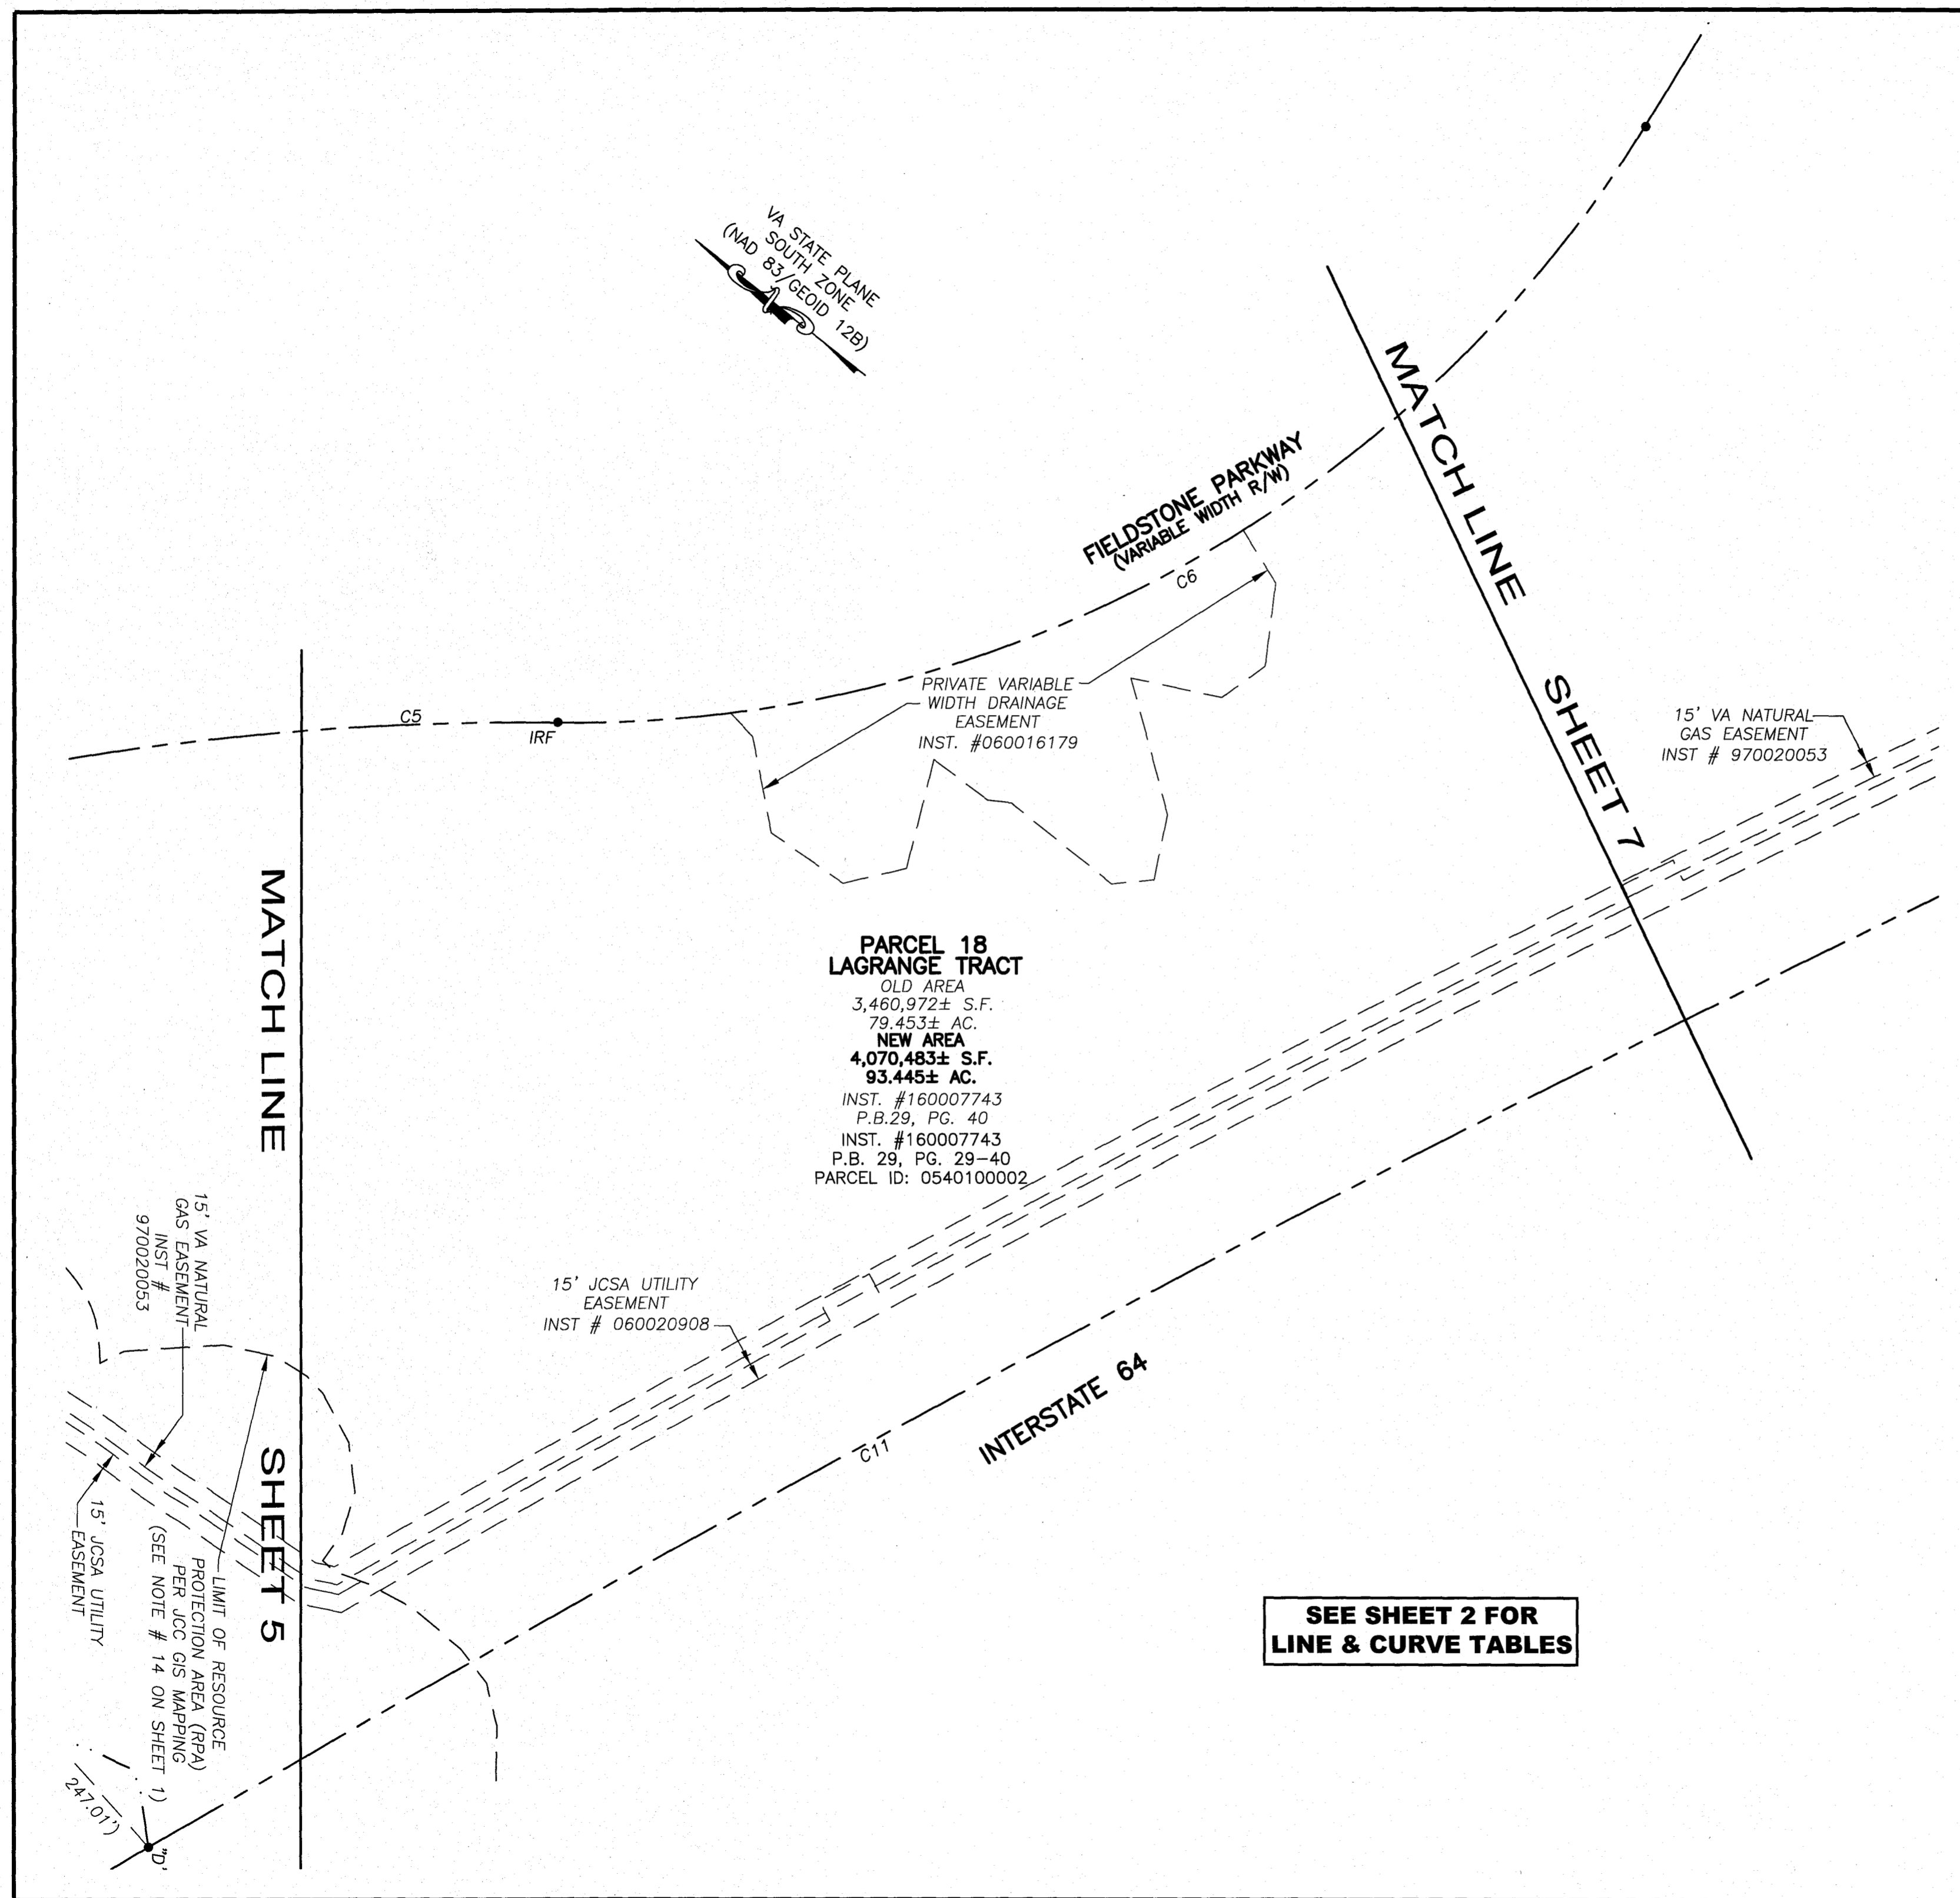 VA STATE PLANE
SOUTH ZONE
(NAD 83/GEOID 12B)
FIELDSTONE PARKWAY
(VARIABLE WIDTH R/W)
C6
MATCH LINE
SHEET 7
C5
IRF
PRIVATE VARIABLE
WIDTH DRAINAGE
EASEMENT
INST. #060016179
15' VA NATURAL
GAS EASEMENT
INST # 970020053
MATCH LINE
SHEET 5
PARCEL 18
LAGRANGE TRACT
OLD AREA
3,460,972± S.F.
79.453± AC.
NEW AREA
4,070,483± S.F.
93.445± AC.
INST. #160007743
P.B.29, PG. 40
INST. #160007743
P.B. 29, PG. 29-40
PARCEL ID: 0540100002
15' VA NATURAL
GAS EASEMENT
INST #
970020053
15' JCSA UTILITY
EASEMENT
INST # 060020908
INTERSTATE 64
C11
LIMIT OF RESOURCE
PROTECTION AREA (RPA)
PER JCC GIS MAPPING
(SEE NOTE # 14 ON SHEET 1)
15' JCSA UTILITY
EASEMENT
247.01')
"D'
SEE SHEET 2 FOR
LINE & CURVE TABLES